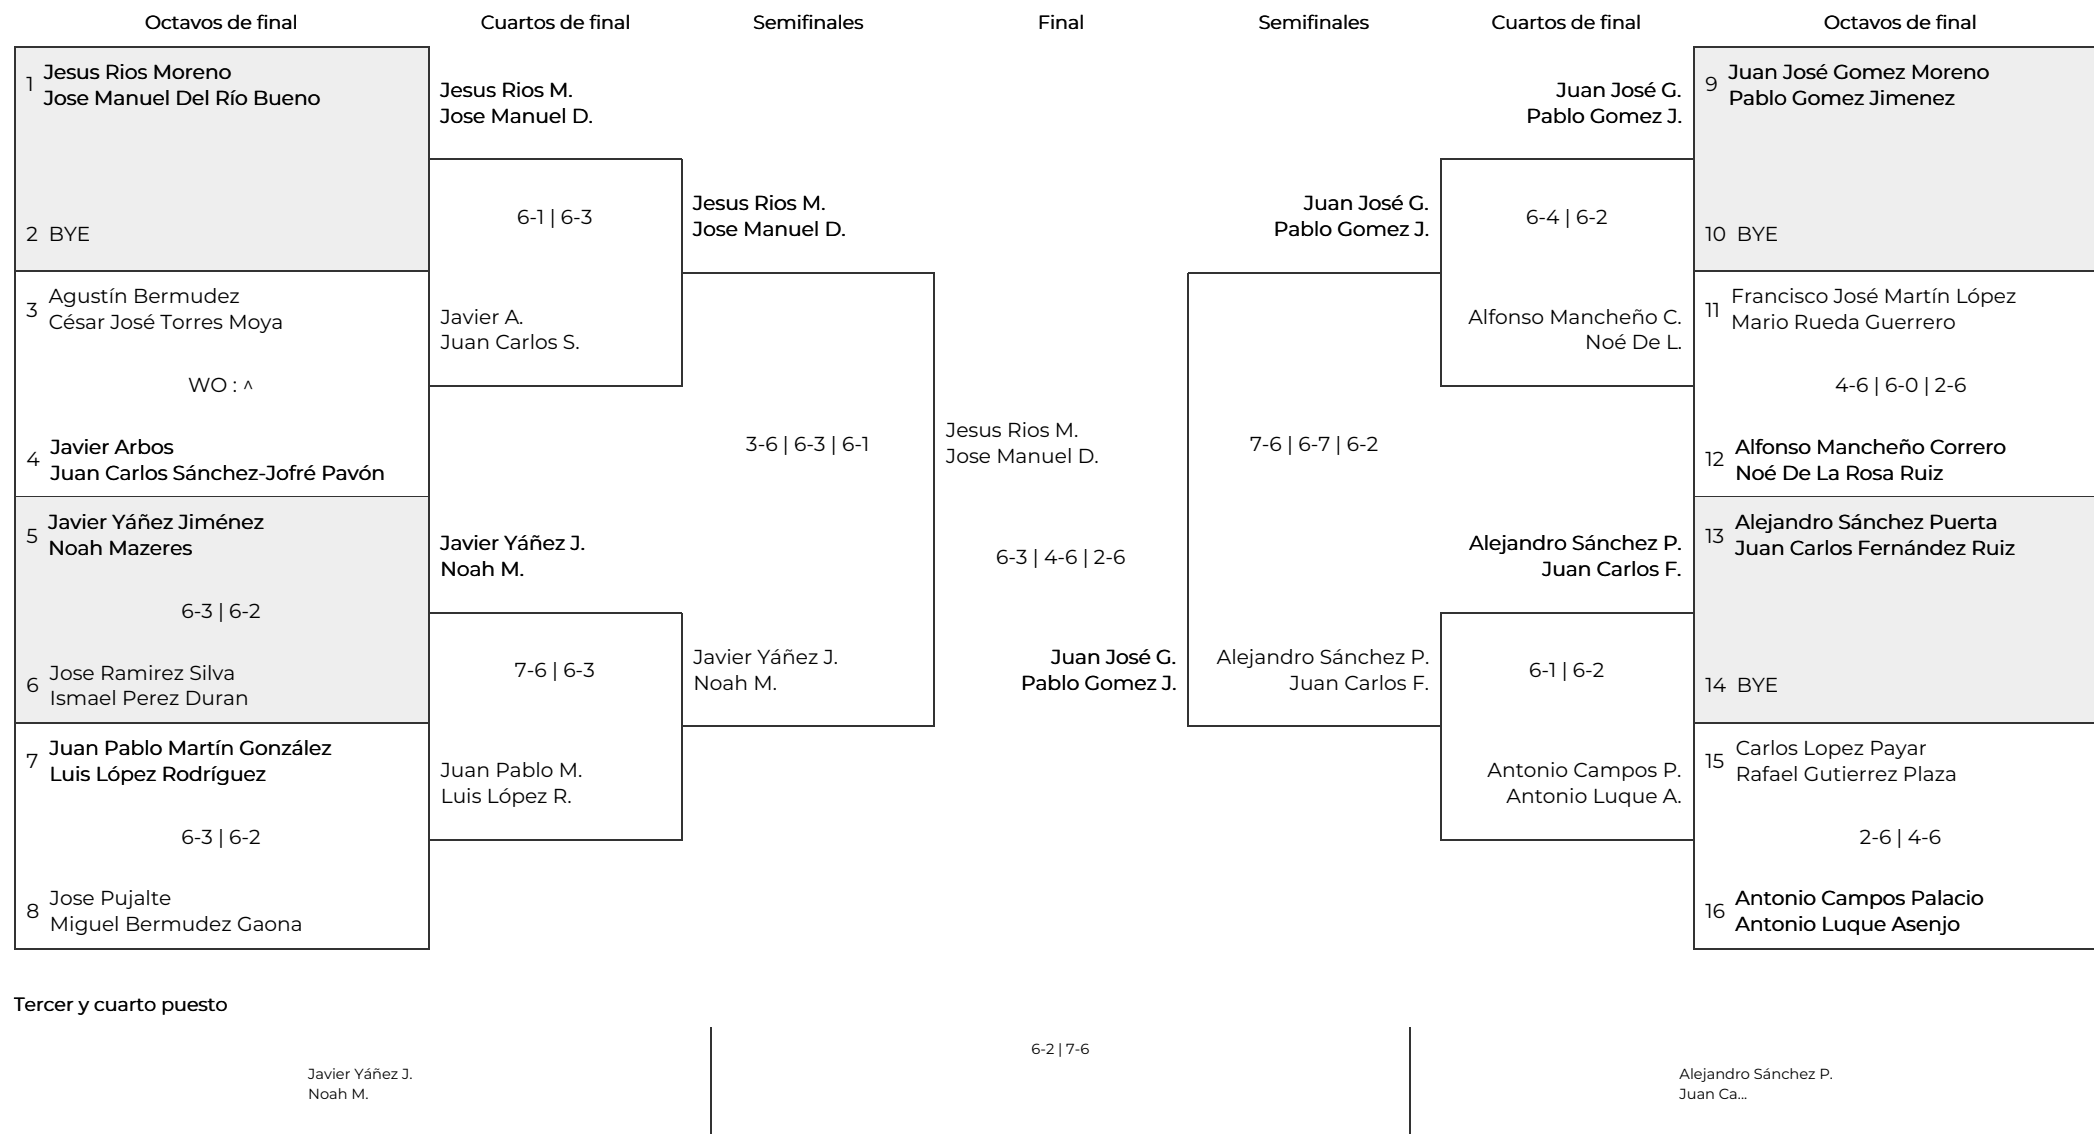 Octavos de final
Cuartos de final
Semifinales
Final
Semifinales
Cuartos de final
Octavos de final
1
Jesus Rios Moreno
Jose Manuel Del Río Bueno
2 BYE
3
Agustín Bermudez
César José Torres Moya
WO : ^
4
Javier Arbos
Juan Carlos Sánchez-Jofré Pavón
5
Javier Yáñez Jiménez
Noah Mazeres
6-3 | 6-2
6
Jose Ramirez Silva
Ismael Perez Duran
7
Juan Pablo Martín González
Luis López Rodríguez
6-3 | 6-2
8
Jose Pujalte
Miguel Bermudez Gaona
Jesus Rios M.
Jose Manuel D.
6-1 | 6-3
Javier A.
Juan Carlos S.
Javier Yáñez J.
Noah M.
7-6 | 6-3
Juan Pablo M.
Luis López R.
Jesus Rios M.
Jose Manuel D.
3-6 | 6-3 | 6-1
Javier Yáñez J.
Noah M.
Jesus Rios M.
Jose Manuel D.
6-3 | 4-6 | 2-6
Juan José G.
Pablo Gomez J.
Juan José G.
Pablo Gomez J.
7-6 | 6-7 | 6-2
Alejandro Sánchez P.
Juan Carlos F.
Juan José G.
Pablo Gomez J.
6-4 | 6-2
Alfonso Mancheño C.
Noé De L.
Alejandro Sánchez P.
Juan Carlos F.
6-1 | 6-2
Antonio Campos P.
Antonio Luque A.
9
Juan José Gomez Moreno
Pablo Gomez Jimenez
10 BYE
11
Francisco José Martín López
Mario Rueda Guerrero
4-6 | 6-0 | 2-6
12
Alfonso Mancheño Correro
Noé De La Rosa Ruiz
13
Alejandro Sánchez Puerta
Juan Carlos Fernández Ruiz
14 BYE
15
Carlos Lopez Payar
Rafael Gutierrez Plaza
2-6 | 4-6
16
Antonio Campos Palacio
Antonio Luque Asenjo
Tercer y cuarto puesto
Javier Yáñez J.
Noah M.
6-2 | 7-6
Alejandro Sánchez P.
Juan Ca...